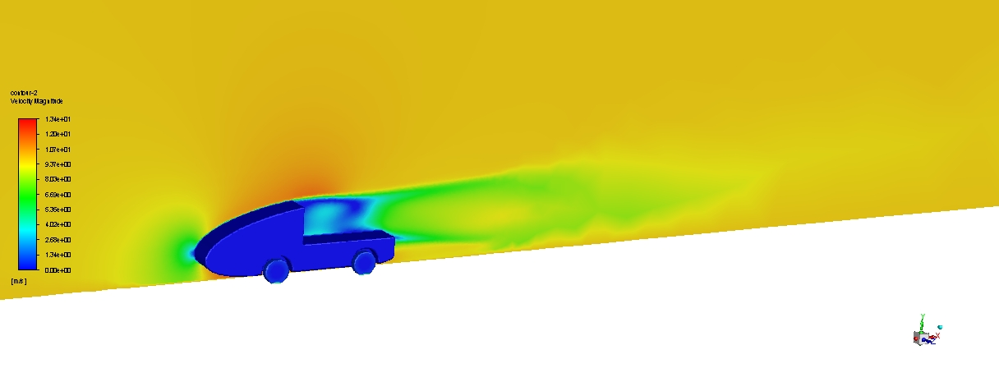 contour-2
Velocity Magnitude
1.34e+01
1.20e+01
1.07e+01
9.37e+00
8.03e+00
6.69e+00
5.35e+00
4.02e+00
2.68e+00
1.34e+00
0.00e+00
[m/s]
Y
X
Z